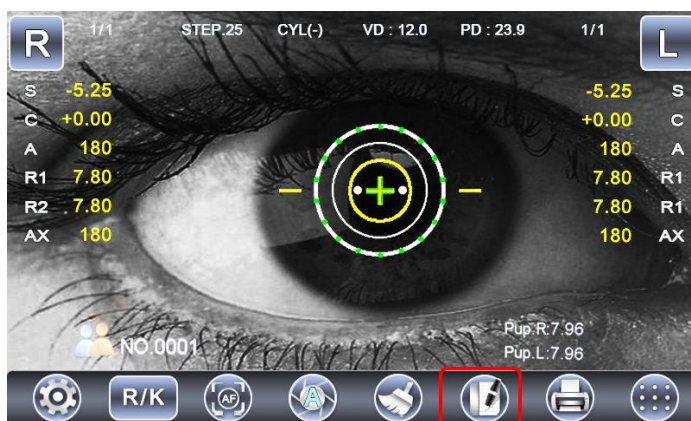 R 1/1 STEP.25 CYL(-) VD : 12.0 PD : 23.9 1/1 L
S -5.25 -5.25 S
C +0.00 +0.00 C
A 180 180 A
R1 7.80 7.80 R1
R2 7.80 7.80 R1
AX 180 180 AX
NO.0001 Pup.R:7.96
Pup.L:7.96
R/K AF A